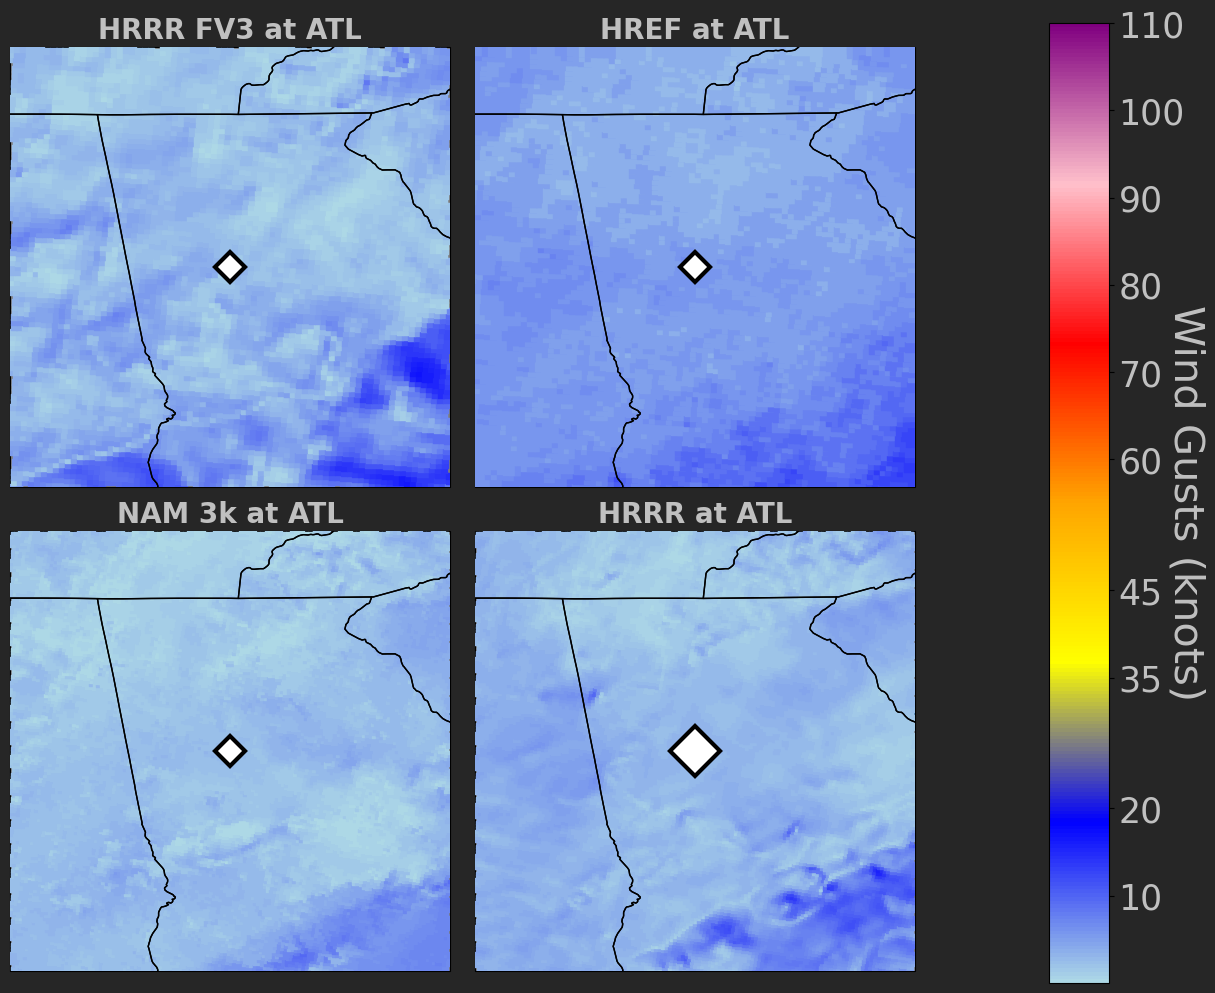 HRRR FV3 at ATL
HREF at ATL
NAM 3k at ATL
HRRR at ATL
110
100
90
80
70
60
45
35
20
10
Wind Gusts (knots)